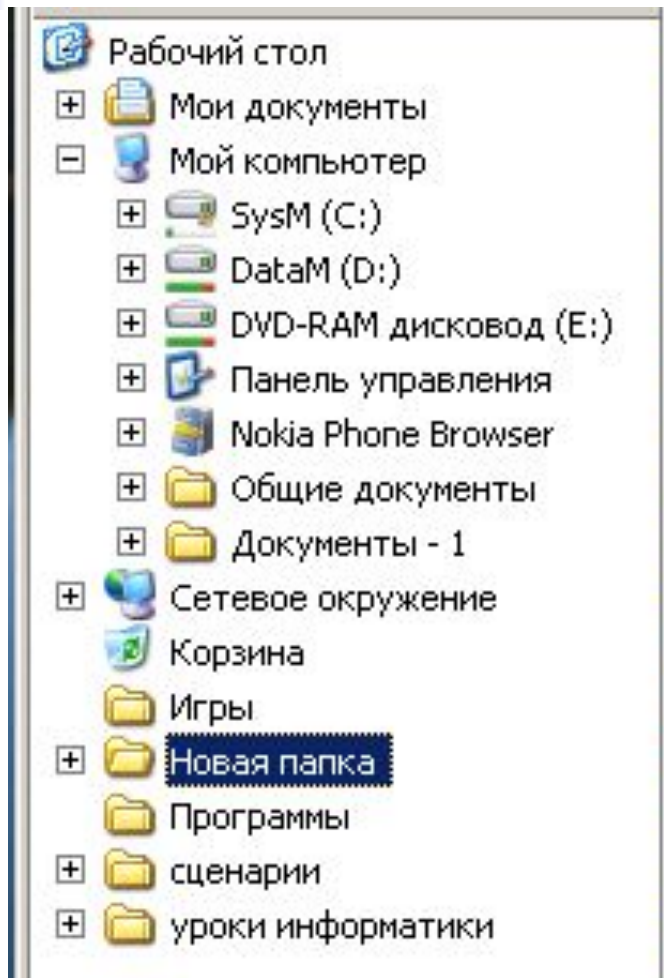 Рабочий стол
Мои документы
Мой компьютер
SysM (C:)
DataM (D:)
DVD-RAM дисковод (E:)
Панель управления
Nokia Phone Browser
Общие документы
Документы - 1
Сетевое окружение
Корзина
Игры
Новая папка
Программы
сценарии
уроки информатики